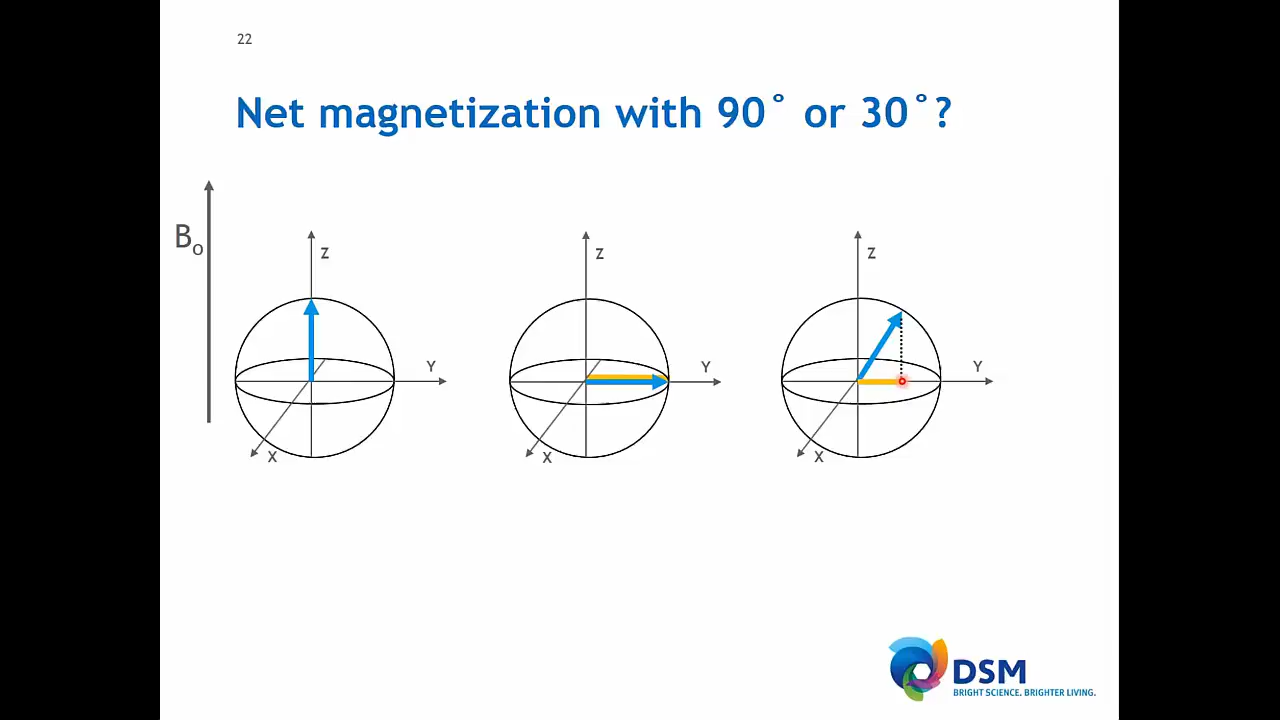 22
Net magnetization with 90° or 30°?
B₀
Z
Y
X
Z
Y
X
Z
Y
X
DSM
BRIGHT SCIENCE. BRIGHTER LIVING.